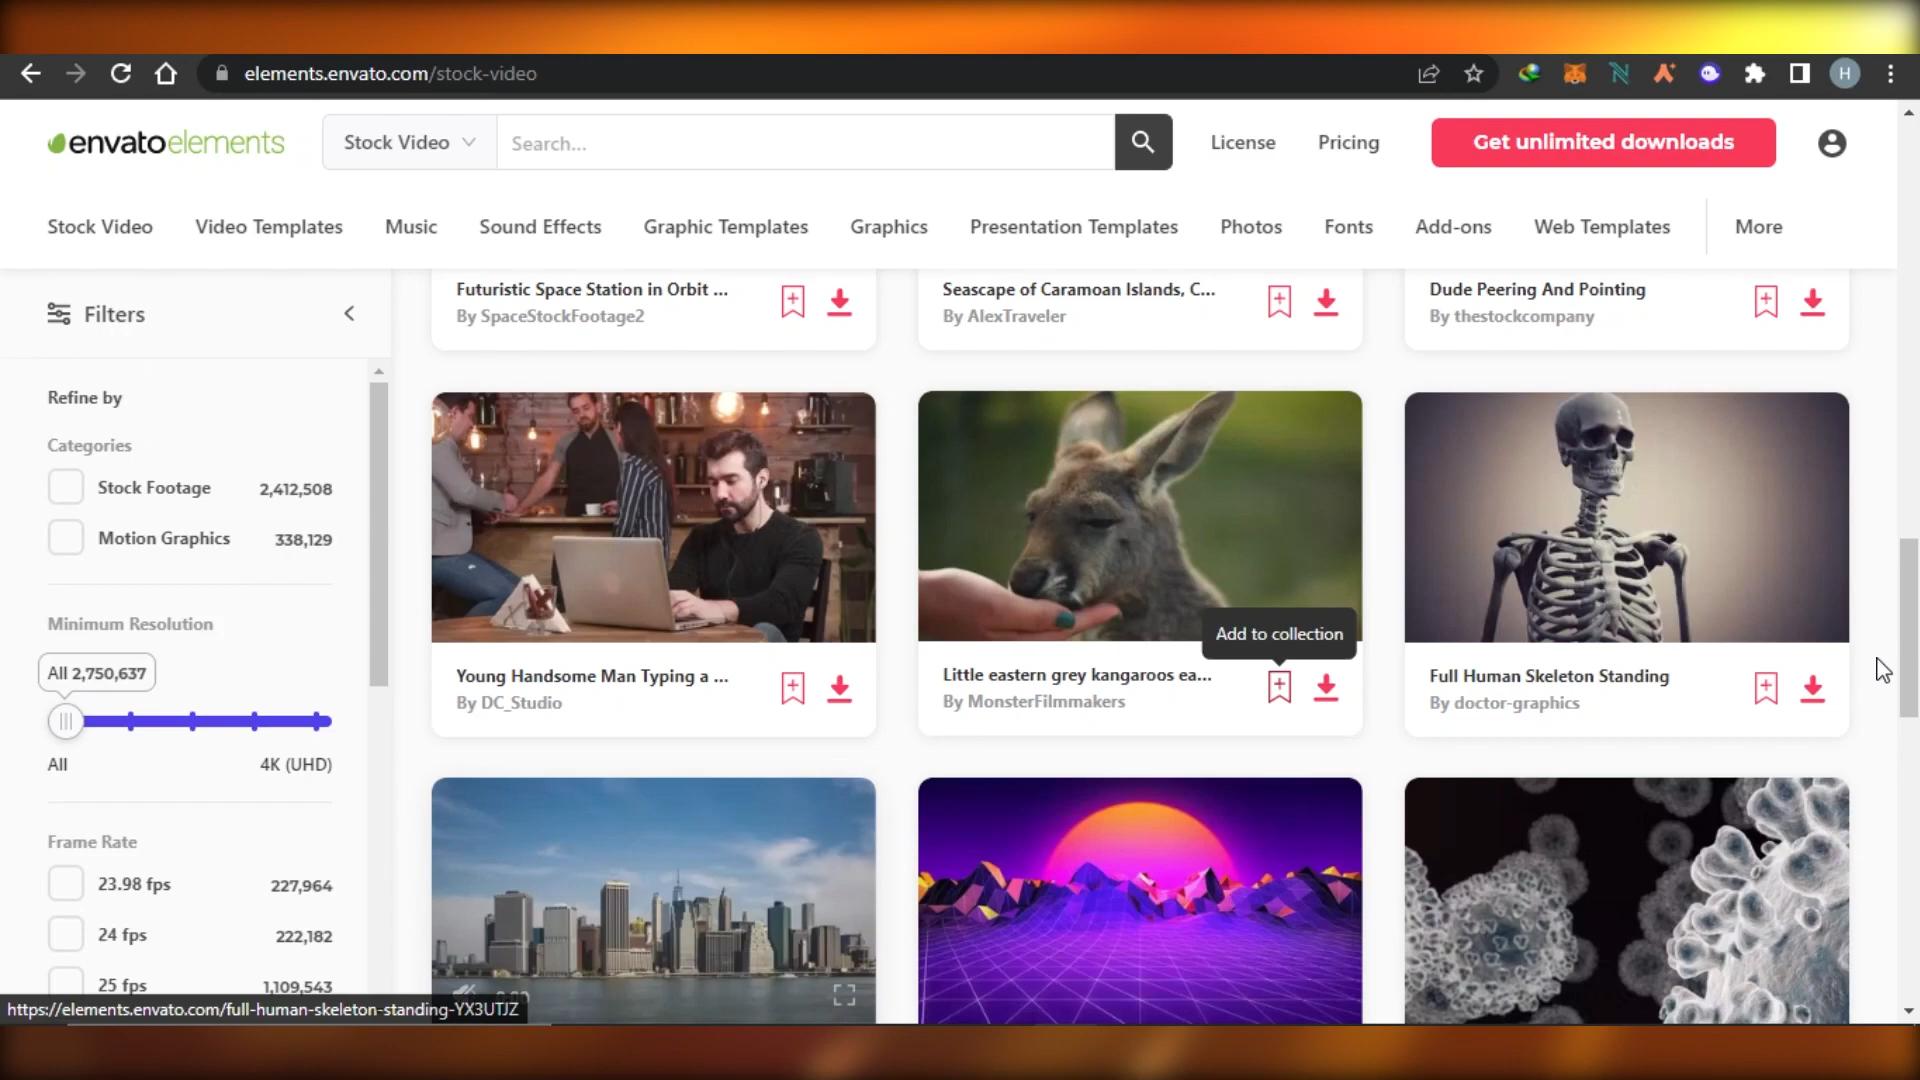 elements.envato.com/stock-video
H
envatoelements
Stock Video
Search...
License
Pricing
Get unlimited downloads
Stock Video
Video Templates
Music
Sound Effects
Graphic Templates
Graphics
Presentation Templates
Photos
Fonts
Add-ons
Web Templates
More
Filters
Refine by
Categories
Stock Footage 2,412,508
Motion Graphics 338,129
Minimum Resolution
All 2,750,637
All 4K (UHD)
Frame Rate
23.98 fps 227,964
24 fps 222,182
25 fps 1,109,543
Futuristic Space Station in Orbit ...
By SpaceStockFootage2
Seascape of Caramoan Islands, C...
By AlexTraveler
Dude Peering And Pointing
By thestockcompany
Young Handsome Man Typing a ...
By DC_Studio
Add to collection
Little eastern grey kangaroos ea...
By MonsterFilmmakers
Full Human Skeleton Standing
By doctor-graphics
https://elements.envato.com/full-human-skeleton-standing-YX3UTJZ